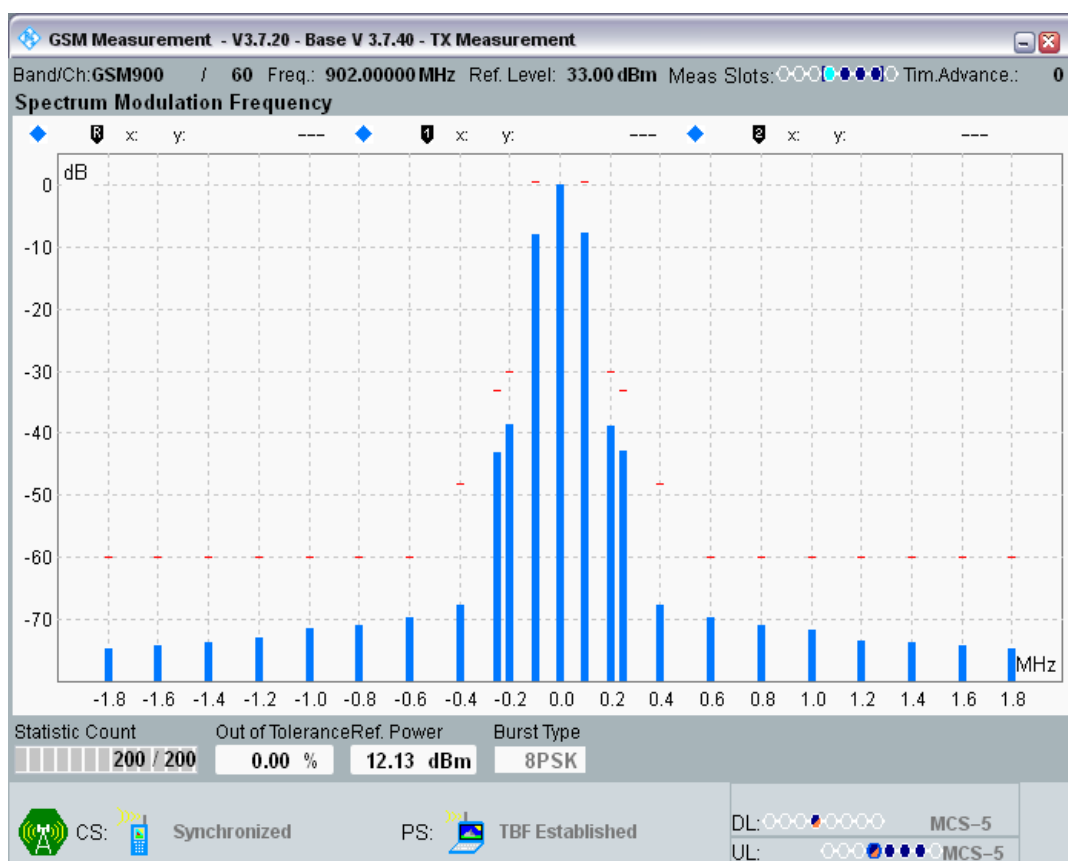 GSM Measurement - V3.7.20 - Base V 3.7.40 - TX Measurement
Band/Ch:GSM900 / 60 Freq.: 902.00000 MHz Ref. Level: 33.00 dBm Meas Slots: Tim.Advance.: 0
Spectrum Modulation Frequency
R x: y: --- 1 x: y: --- 2 x: y: ---
dB
0
-10
-20
-30
-40
-50
-60
-70
MHz
-1.8 -1.6 -1.4 -1.2 -1.0 -0.8 -0.6 -0.4 -0.2 0.0 0.2 0.4 0.6 0.8 1.0 1.2 1.4 1.6 1.8
Statistic Count Out of Tolerance Ref. Power Burst Type
200 / 200 0.00 % 12.13 dBm 8PSK
CS: Synchronized PS: TBF Established DL: MCS-5
UL: MCS-5